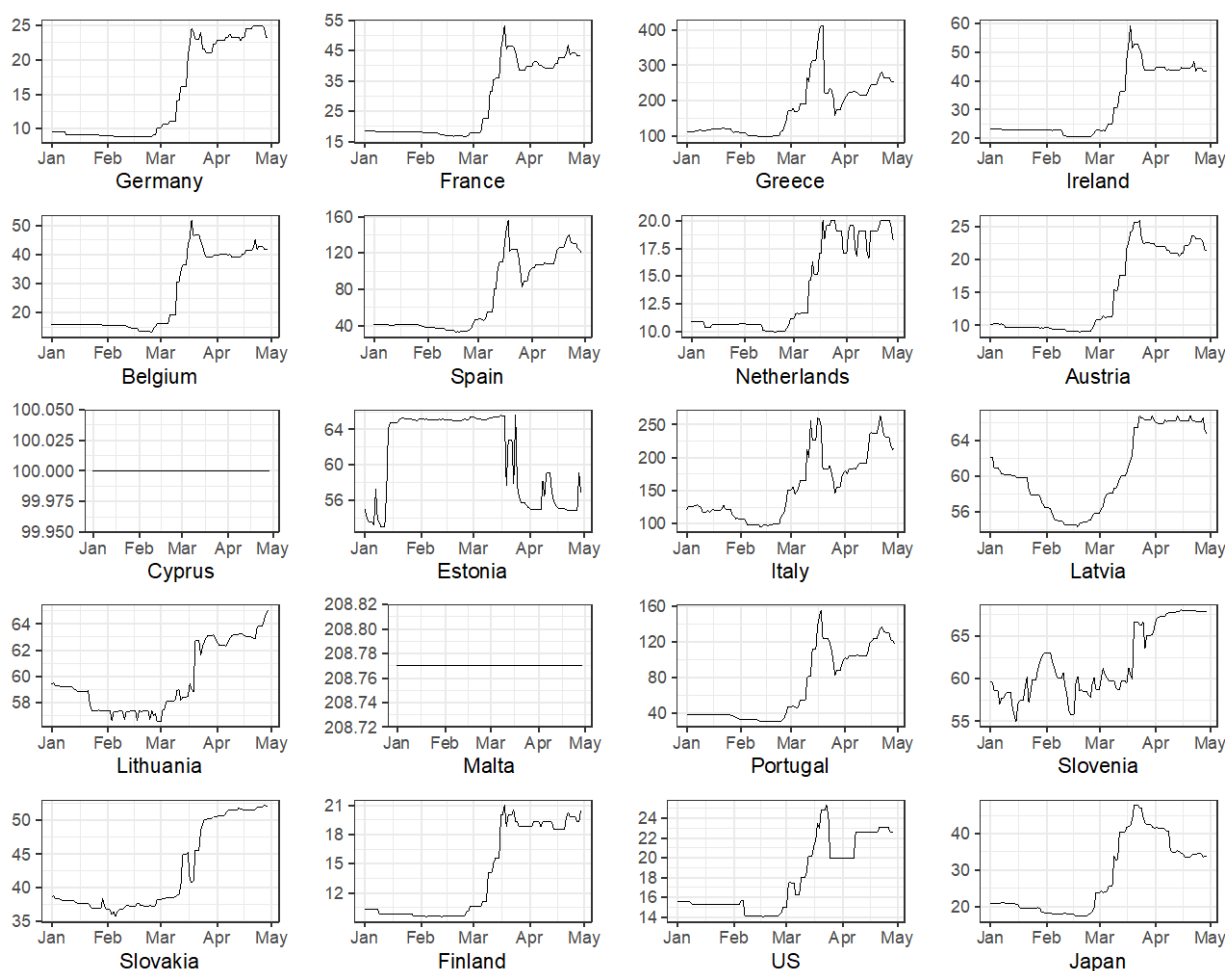 25
20
15
10
Jan Feb Mar Apr May
Germany
55
45
35
25
15
Jan Feb Mar Apr May
France
400
300
200
100
Jan Feb Mar Apr May
Greece
60
50
40
30
20
Jan Feb Mar Apr May
Ireland
50
40
30
20
Jan Feb Mar Apr May
Belgium
160
120
80
40
Jan Feb Mar Apr May
Spain
20.0
17.5
15.0
12.5
10.0
Jan Feb Mar Apr May
Netherlands
25
20
15
10
Jan Feb Mar Apr May
Austria
100.050
100.025
100.000
99.975
99.950
Jan Feb Mar Apr May
Cyprus
64
60
56
Jan Feb Mar Apr May
Estonia
250
200
150
100
Jan Feb Mar Apr May
Italy
64
60
56
Jan Feb Mar Apr May
Latvia
64
62
60
58
Jan Feb Mar Apr May
Lithuania
208.82
208.80
208.78
208.76
208.74
208.72
Jan Feb Mar Apr May
Malta
160
120
80
40
Jan Feb Mar Apr May
Portugal
65
60
55
Jan Feb Mar Apr May
Slovenia
50
45
40
35
Jan Feb Mar Apr May
Slovakia
21
18
15
12
Jan Feb Mar Apr May
Finland
24
22
20
18
16
14
Jan Feb Mar Apr May
US
40
30
20
Jan Feb Mar Apr May
Japan